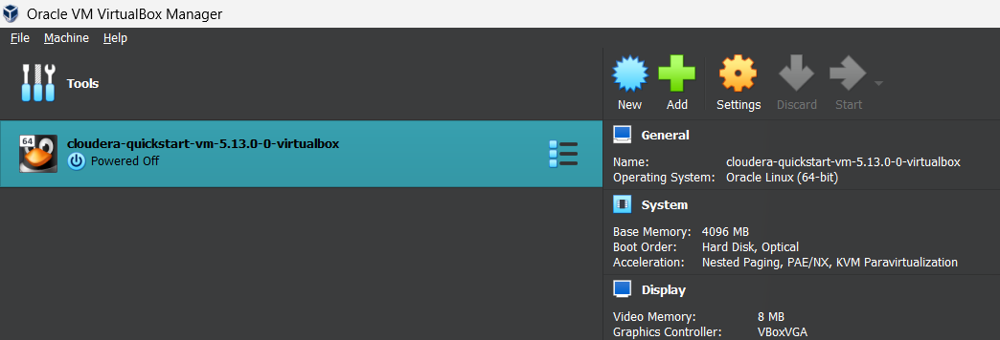 Oracle VM VirtualBox Manager
File Machine Help
Tools
New Add Settings Discard Start
64
cloudera-quickstart-vm-5.13.0-0-virtualbox
Powered Off
General
Name: cloudera-quickstart-vm-5.13.0-0-virtualbox
Operating System: Oracle Linux (64-bit)
System
Base Memory: 4096 MB
Boot Order: Hard Disk, Optical
Acceleration: Nested Paging, PAE/NX, KVM Paravirtualization
Display
Video Memory: 8 MB
Graphics Controller: VBoxVGA